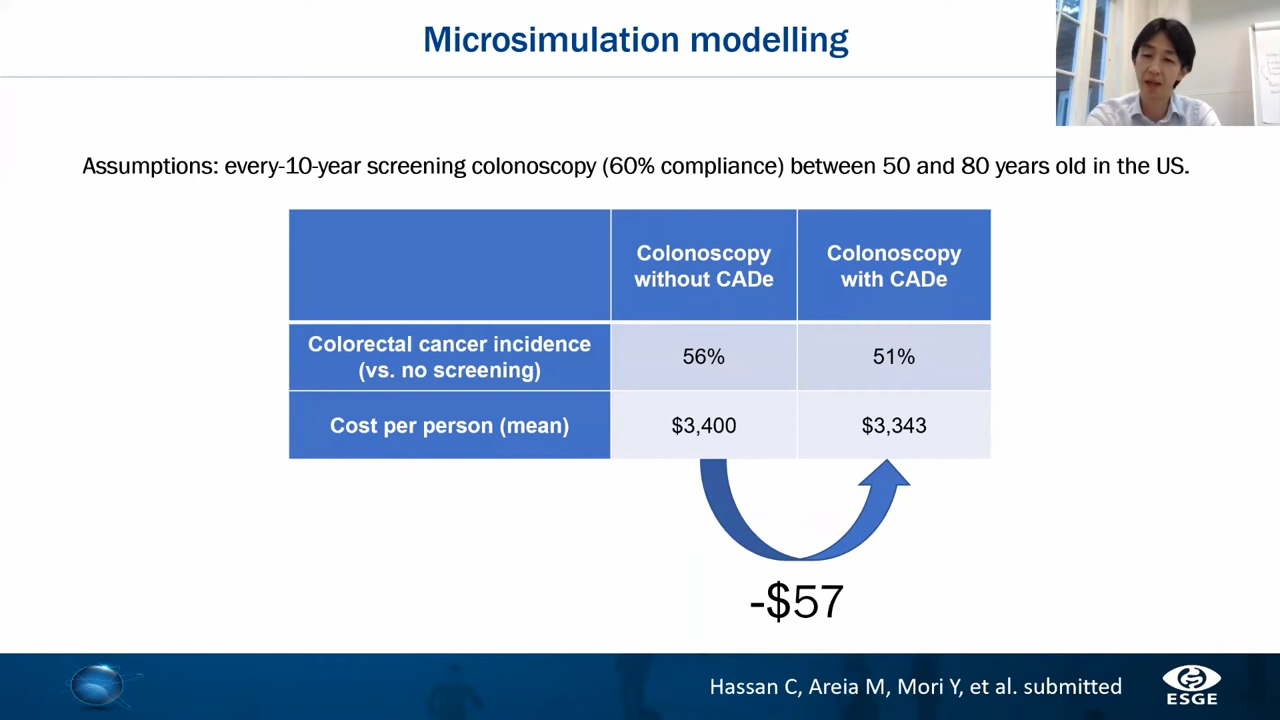 Microsimulation modelling
Assumptions: every-10-year screening colonoscopy (60% compliance) between 50 and 80 years old in the US.
Colonoscopy
without CADe
Colonoscopy
with CADe
Colorectal cancer incidence
(vs. no screening)
56%
51%
Cost per person (mean)
$3,400
$3,343
-$57
Hassan C, Areia M, Mori Y, et al. submitted
ESGE